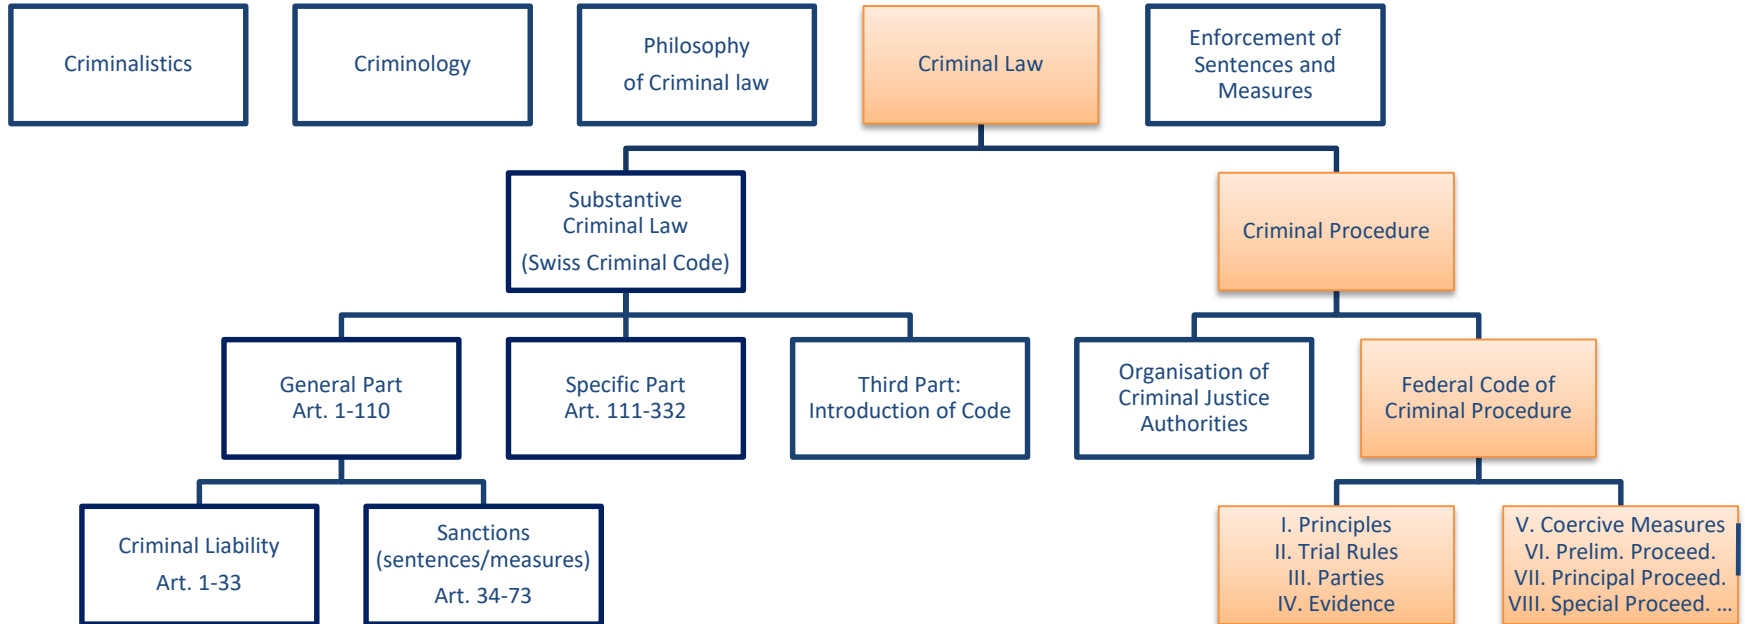 Criminalistics
Criminology
Philosophy
of Criminal law
Criminal Law
Enforcement of
Sentences and
Measures
Substantive
Criminal Law
(Swiss Criminal Code)
Criminal Procedure
General Part
Art. 1-110
Specific Part
Art. 111-332
Third Part:
Introduction of Code
Organisation of
Criminal Justice
Authorities
Federal Code of
Criminal Procedure
Criminal Liability
Art. 1-33
Sanctions
(sentences/measures)
Art. 34-73
I. Principles
II. Trial Rules
III. Parties
IV. Evidence
V. Coercive Measures
VI. Prelim. Proceed.
VII. Principal Proceed.
VIII. Special Proceed. ...